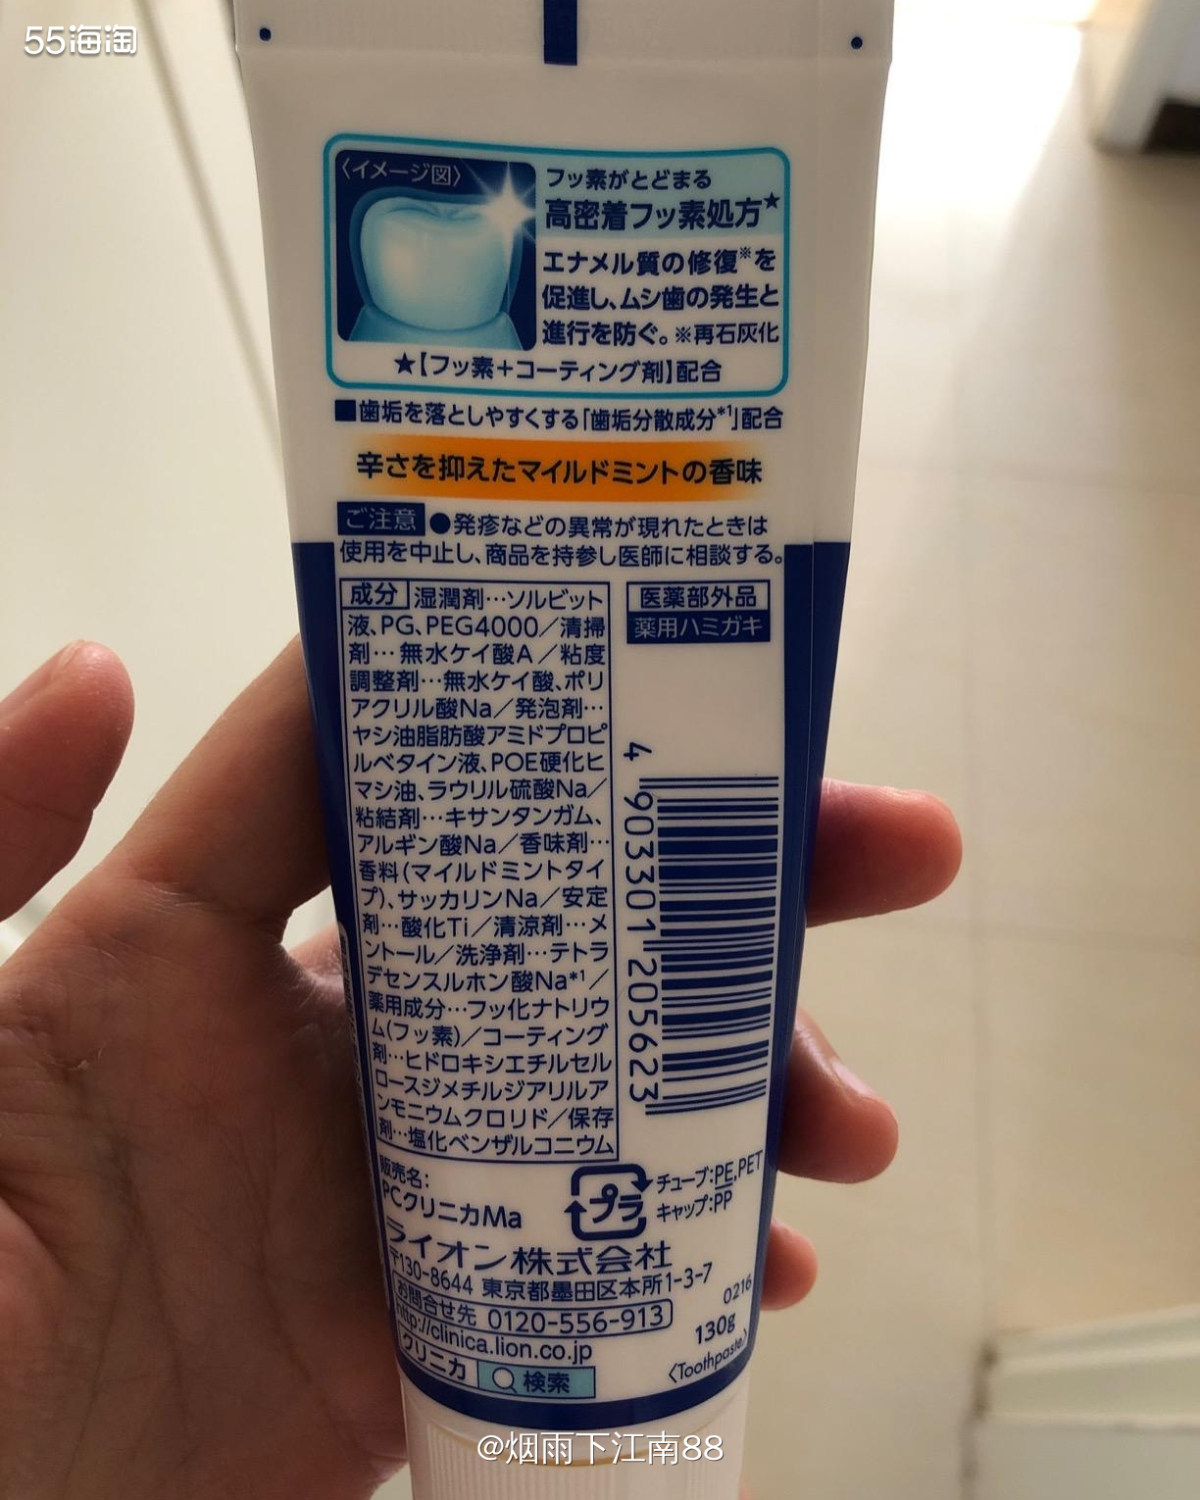 55海淘
〈イメージ図〉
フッ素がとどまる
高密着フッ素処方★
エナメル質の修復※を
促進し、ムシ歯の発生と
進行を防ぐ。※再石灰化
★【フッ素+コーティング剤】配合
■歯垢を落としやすくする「歯垢分散成分*1」配合
辛さを抑えたマイルドミントの香味
ご注意 ●発疹などの異常が現れたときは
使用を中止し、商品を持参し医師に相談する。
成分 湿潤剤…ソルビット
液、PG、PEG4000/清掃
剤…無水ケイ酸A/粘度
調整剤…無水ケイ酸、ポリ
アクリル酸Na/発泡剤…
ヤシ油脂肪酸アミドプロピ
ルベタイン液、POE硬化ヒ
マシ油、ラウリル硫酸Na/
粘結剤…キサンタンガム、
アルギン酸Na/香味剤…
香料(マイルドミントタイ
プ)、サッカリンNa/安定
剤…酸化Ti/清涼剤…メ
ントール/洗浄剤…テトラ
デセンスルホン酸Na*1/
薬用成分…フッ化ナトリウ
ム(フッ素)/コーティング
剤…ヒドロキシエチルセル
ロースジメチルジアリルア
ンモニウムクロリド/保存
剤…塩化ベンザルコニウム
医薬部外品
薬用ハミガキ
4 903301 205623
販売名:
PCクリニカMa
プラ
チューブ:PE,PET
キャップ:PP
ライオン株式会社
〒130-8644 東京都墨田区本所1-3-7
お問合せ先 0120-556-913
http://clinica.lion.co.jp
クリニカ 検索
0216
130g
〈Toothpaste〉
@烟雨下江南88